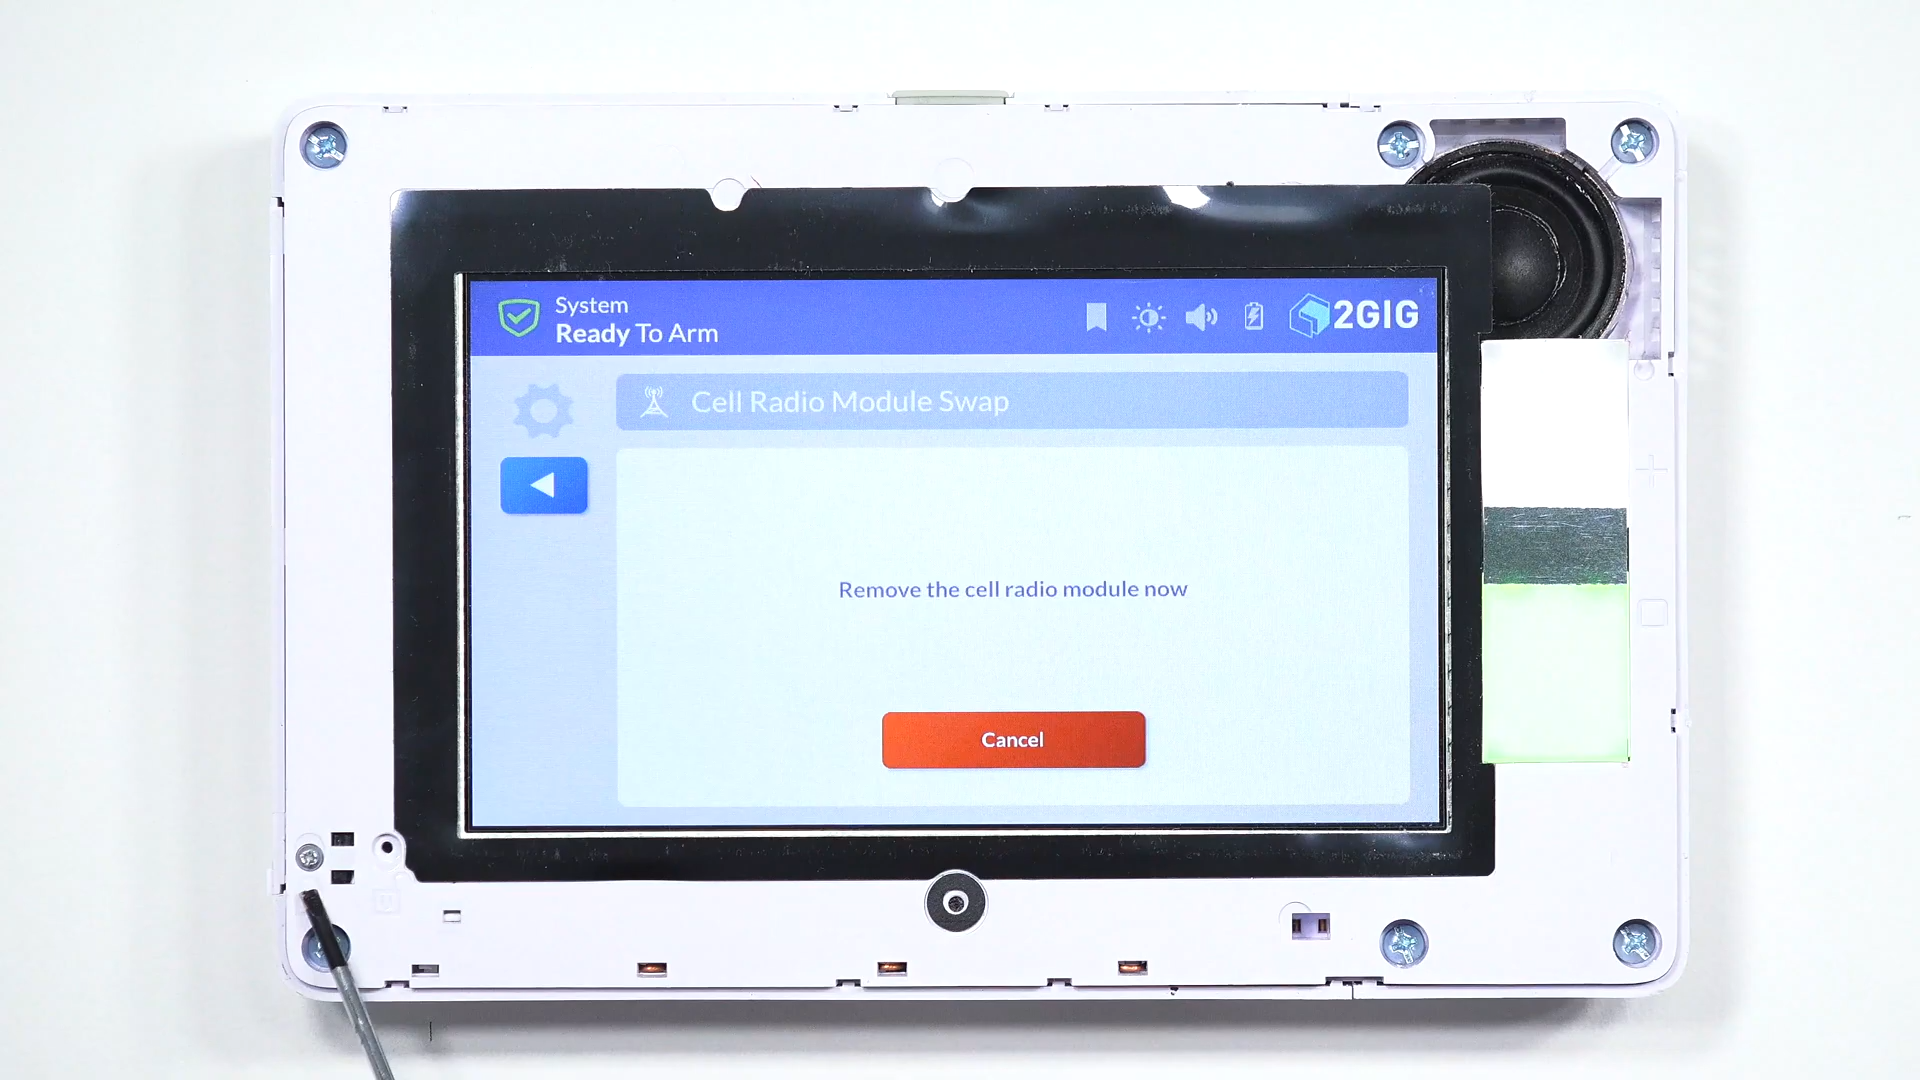 System
Ready To Arm
2GIG
Cell Radio Module Swap
Remove the cell radio module now
Cancel